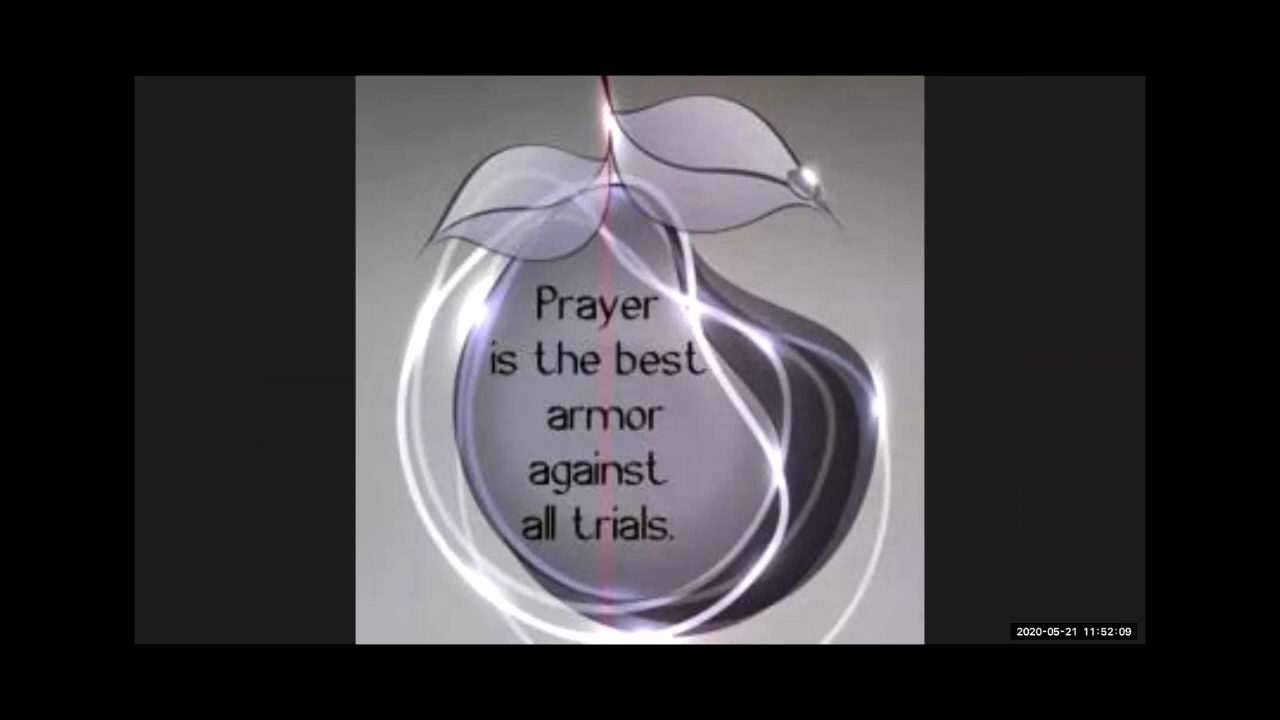 Prayer
is the best
armor
against
all trials.
2020-05-21 11:52:09